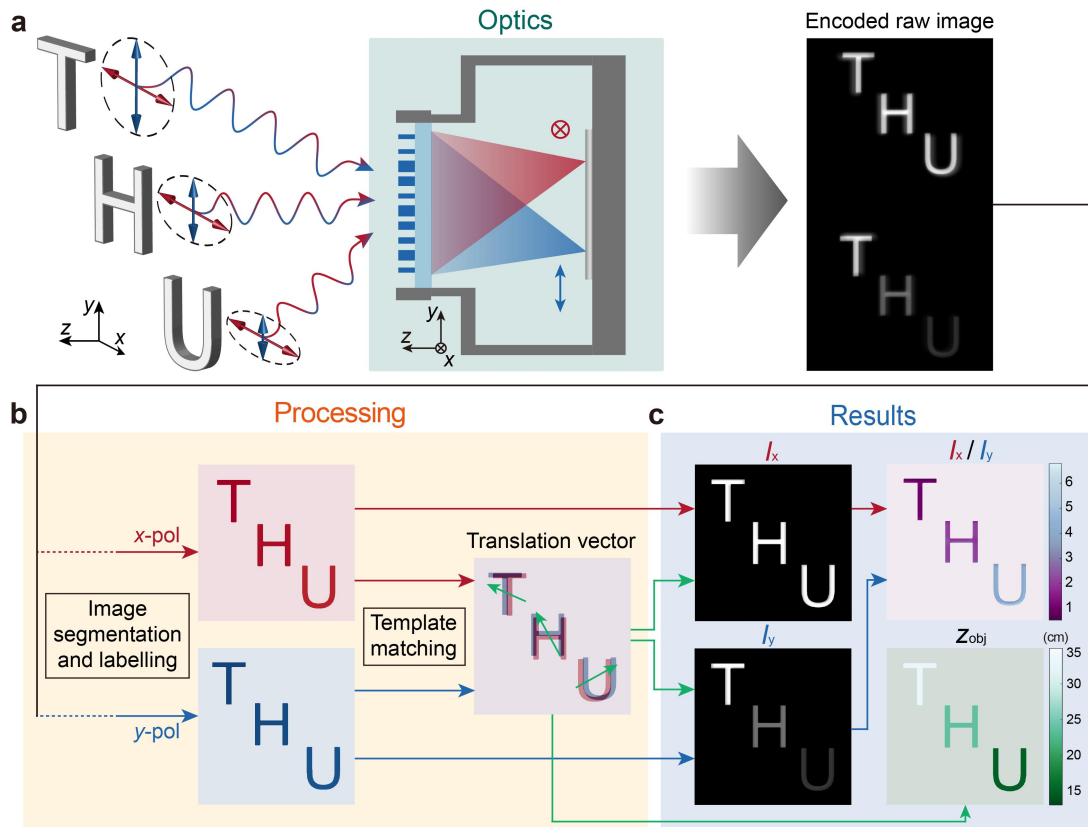 a
Optics
Encoded raw image
T
H
U
y
z
x
y
z
x
T
H
U
T
H
U
b
Processing
c
Results
x-pol
T
H
U
Image
segmentation
and labelling
Template
matching
Translation vector
T
H
U
y-pol
T
H
U
Ix
T
H
U
Ix / Iy
T
H
U
6
5
4
3
2
1
Iy
T
H
U
zobj
(cm)
T
H
U
35
30
25
20
15